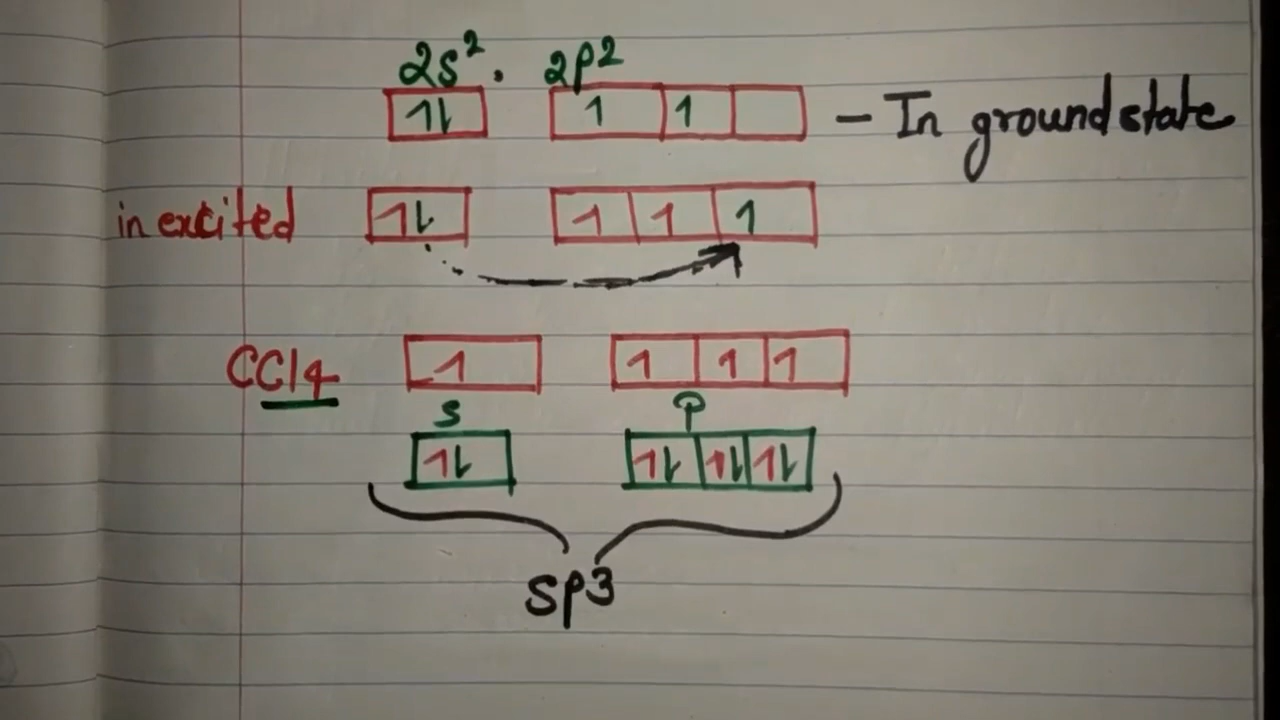 2s². 2p2
1⇂ 1 1 – In ground state
in excited 1⇂ 1 1 1
CCl4 1 1 1 1
s p
1⇂ 1⇂ 1⇂ 1⇂
sp3